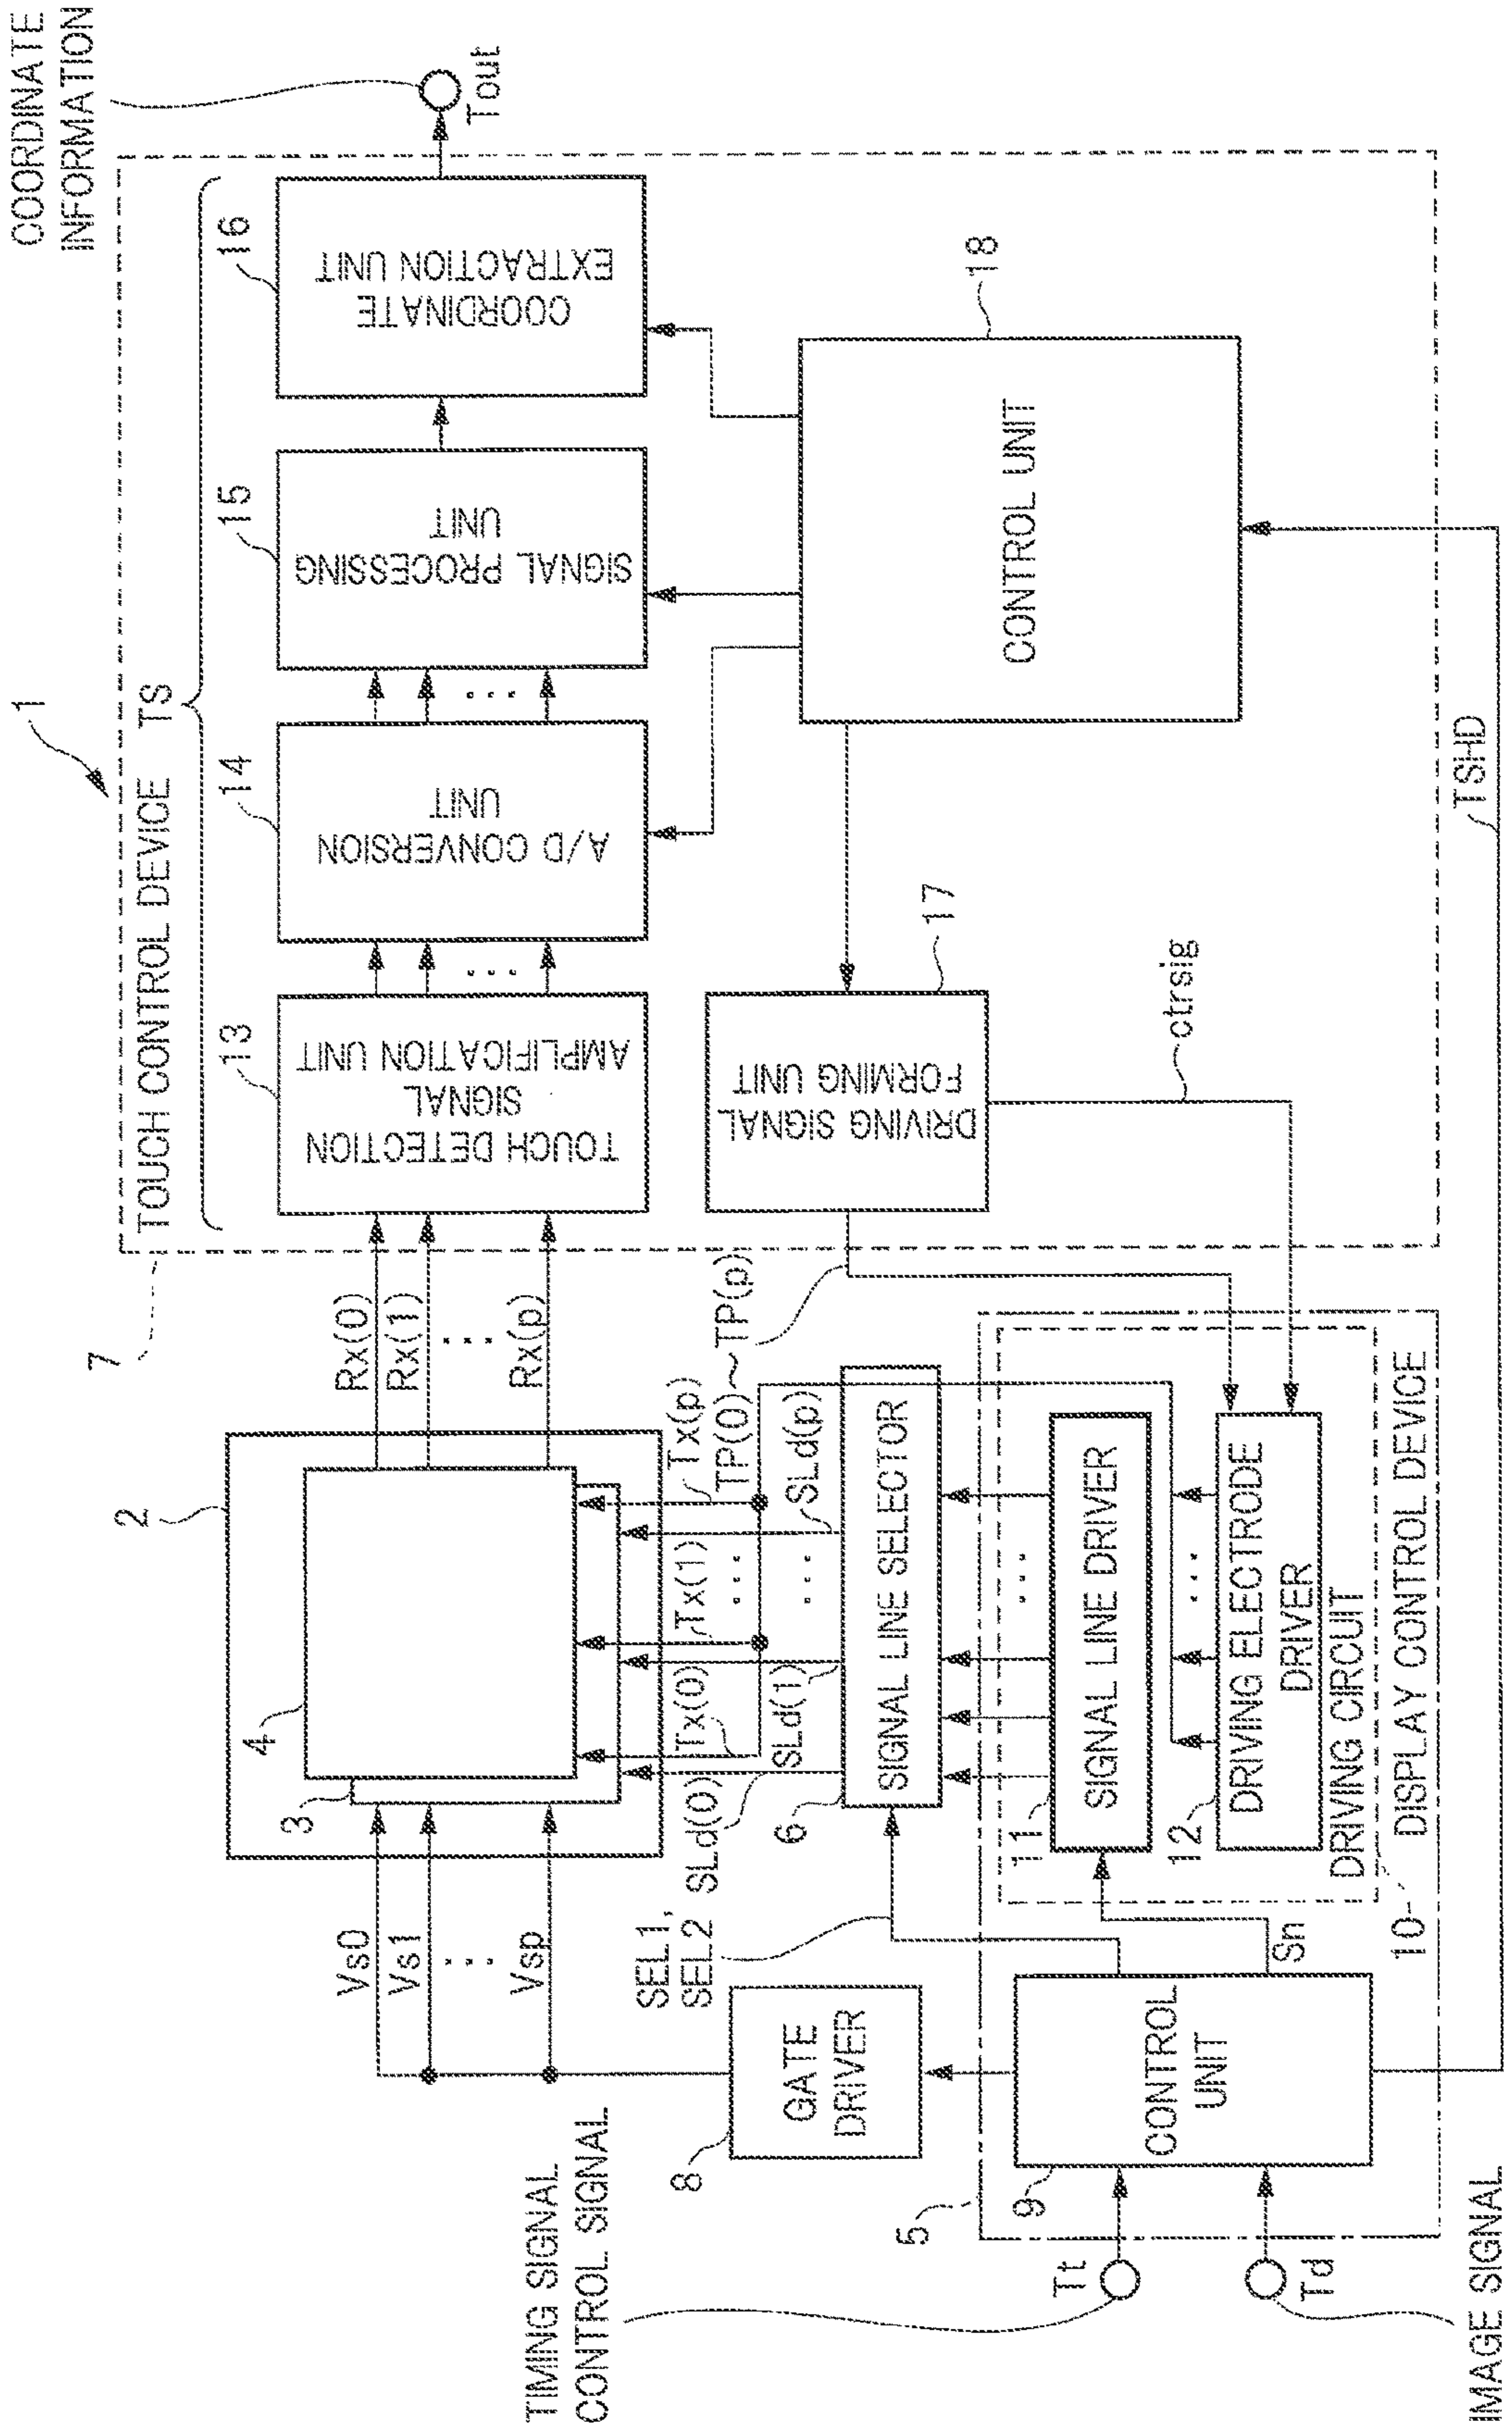 1
COORDINATE
INFORMATION
Tout
7
TOUCH CONTROL DEVICE
TS
13
TOUCH DETECTION
SIGNAL
AMPLIFICATION UNIT
14
A/D CONVERSION
UNIT
15
SIGNAL PROCESSING
UNIT
16
COORDINATE
EXTRACTION UNIT
18
CONTROL UNIT
17
DRIVING SIGNAL
FORMING UNIT
ctrsig
TSHD
2
4
3
Vs0
Vs1
...
Vsp
Rx(0)
Rx(1)
...
Rx(p)
... 
...
Tx(0)
Tx(1)
...
Tx(p)
TP(0)~TP(p)
SLd(0)
SLd(1)
...
SLd(p)
SEL1,
SEL2
6
SIGNAL LINE SELECTOR
...
8
GATE
DRIVER
TIMING SIGNAL
CONTROL SIGNAL
5
9
CONTROL
UNIT
Tt
Td
IMAGE SIGNAL
Sn
11
SIGNAL LINE DRIVER
...
12
DRIVING ELECTRODE
DRIVER
DRIVING CIRCUIT
10
DISPLAY CONTROL DEVICE